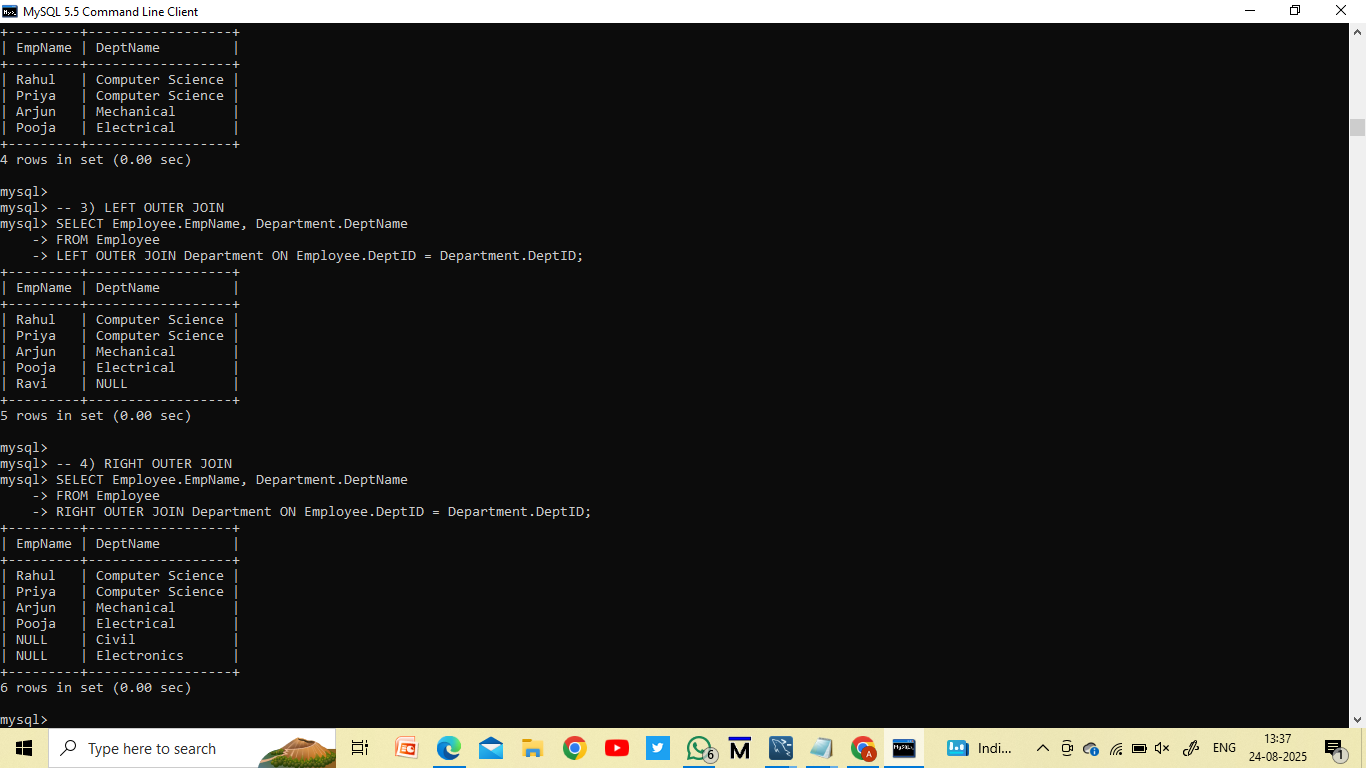 MySQL 5.5 Command Line Client
+---------+------------------+
| EmpName | DeptName         |
+---------+------------------+
| Rahul   | Computer Science |
| Priya   | Computer Science |
| Arjun   | Mechanical       |
| Pooja   | Electrical       |
+---------+------------------+
4 rows in set (0.00 sec)
mysql>
mysql> -- 3) LEFT OUTER JOIN
mysql> SELECT Employee.EmpName, Department.DeptName
    -> FROM Employee
    -> LEFT OUTER JOIN Department ON Employee.DeptID = Department.DeptID;
+---------+------------------+
| EmpName | DeptName         |
+---------+------------------+
| Rahul   | Computer Science |
| Priya   | Computer Science |
| Arjun   | Mechanical       |
| Pooja   | Electrical       |
| Ravi    | NULL             |
+---------+------------------+
5 rows in set (0.00 sec)
mysql>
mysql> -- 4) RIGHT OUTER JOIN
mysql> SELECT Employee.EmpName, Department.DeptName
    -> FROM Employee
    -> RIGHT OUTER JOIN Department ON Employee.DeptID = Department.DeptID;
+---------+------------------+
| EmpName | DeptName         |
+---------+------------------+
| Rahul   | Computer Science |
| Priya   | Computer Science |
| Arjun   | Mechanical       |
| Pooja   | Electrical       |
| NULL    | Civil            |
| NULL    | Electronics      |
+---------+------------------+
6 rows in set (0.00 sec)
mysql>
Type here to search
6
A
Indi...
ENG
13:37
24-08-2025
1